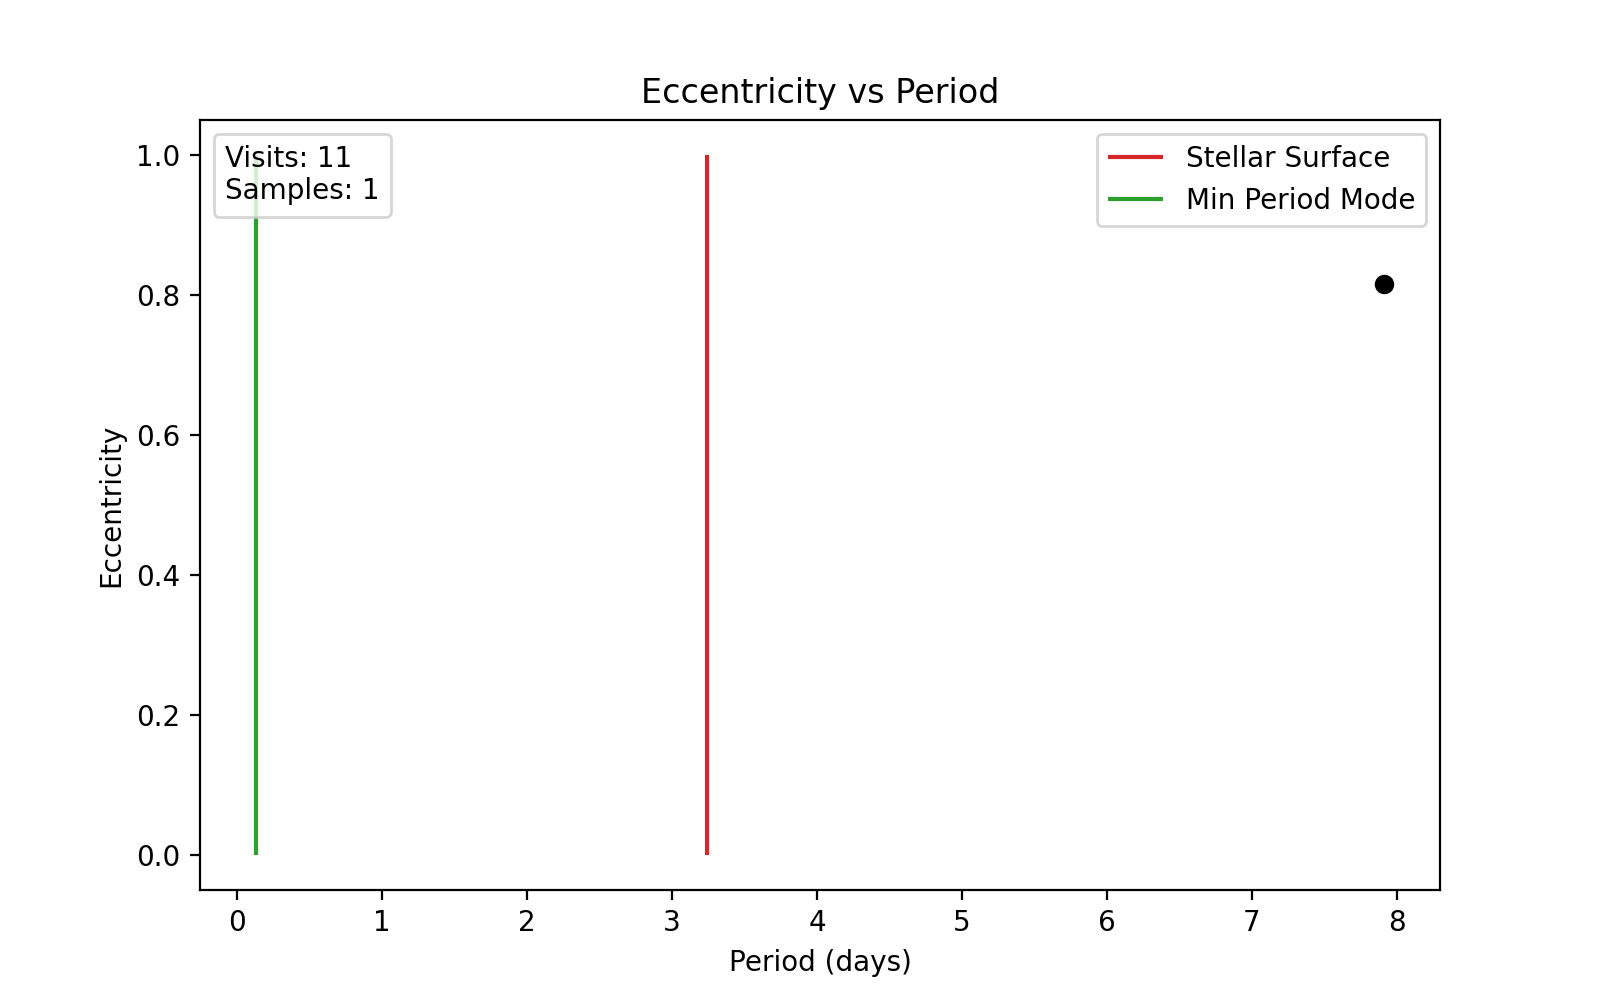 Eccentricity vs Period
Visits: 11
Samples: 1
Stellar Surface
Min Period Mode
Eccentricity
1.0
0.8
0.6
0.4
0.2
0.0
0 1 2 3 4 5 6 7 8
Period (days)